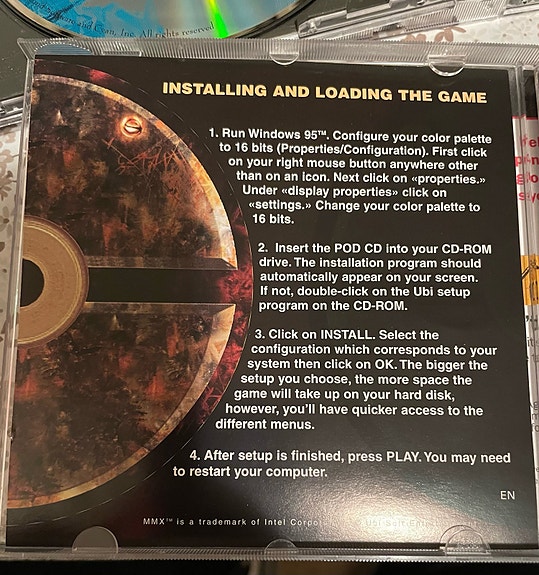 Software and Evan, Inc. All rights reserved
INSTALLING AND LOADING THE GAME
1. Run Windows 95™. Configure your color palette
to 16 bits (Properties/Configuration). First click
on your right mouse button anywhere other
than on an icon. Next click on «properties.»
Under «display properties» click on
«settings.» Change your color palette to
16 bits.
2. Insert the POD CD into your CD-ROM
drive. The installation program should
automatically appear on your screen.
If not, double-click on the Ubi setup
program on the CD-ROM.
3. Click on INSTALL. Select the
configuration which corresponds to your
system then click on OK. The bigger the
setup you choose, the more space the
game will take up on your hard disk,
however, you'll have quicker access to the
different menus.
4. After setup is finished, press PLAY. You may need
to restart your computer.
EN
MMX™ is a trademark of Intel